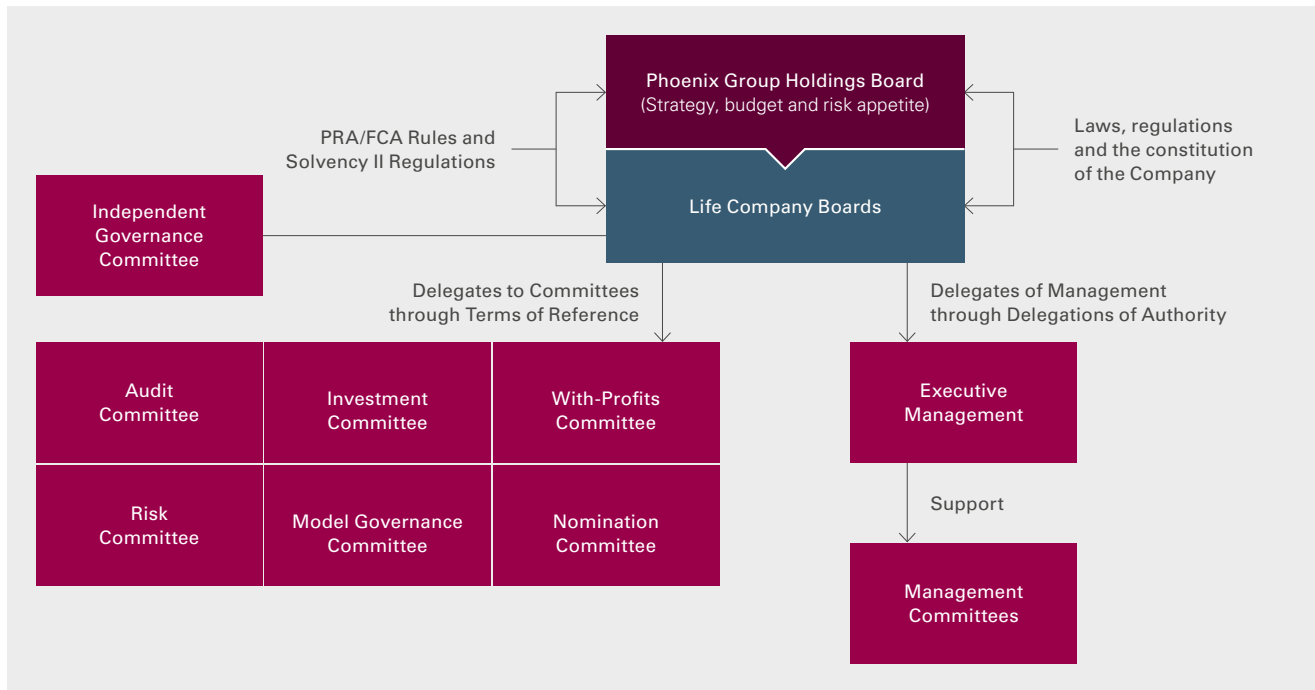 Phoenix Group Holdings Board
(Strategy, budget and risk appetite)
PRA/FCA Rules and
Solvency II Regulations
Laws, regulations
and the constitution
of the Company
Life Company Boards
Independent
Governance
Committee
Delegates to Committees
through Terms of Reference
Delegates of Management
through Delegations of Authority
Audit
Committee
Investment
Committee
With-Profits
Committee
Executive
Management
Risk
Committee
Model Governance
Committee
Nomination
Committee
Support
Management
Committees